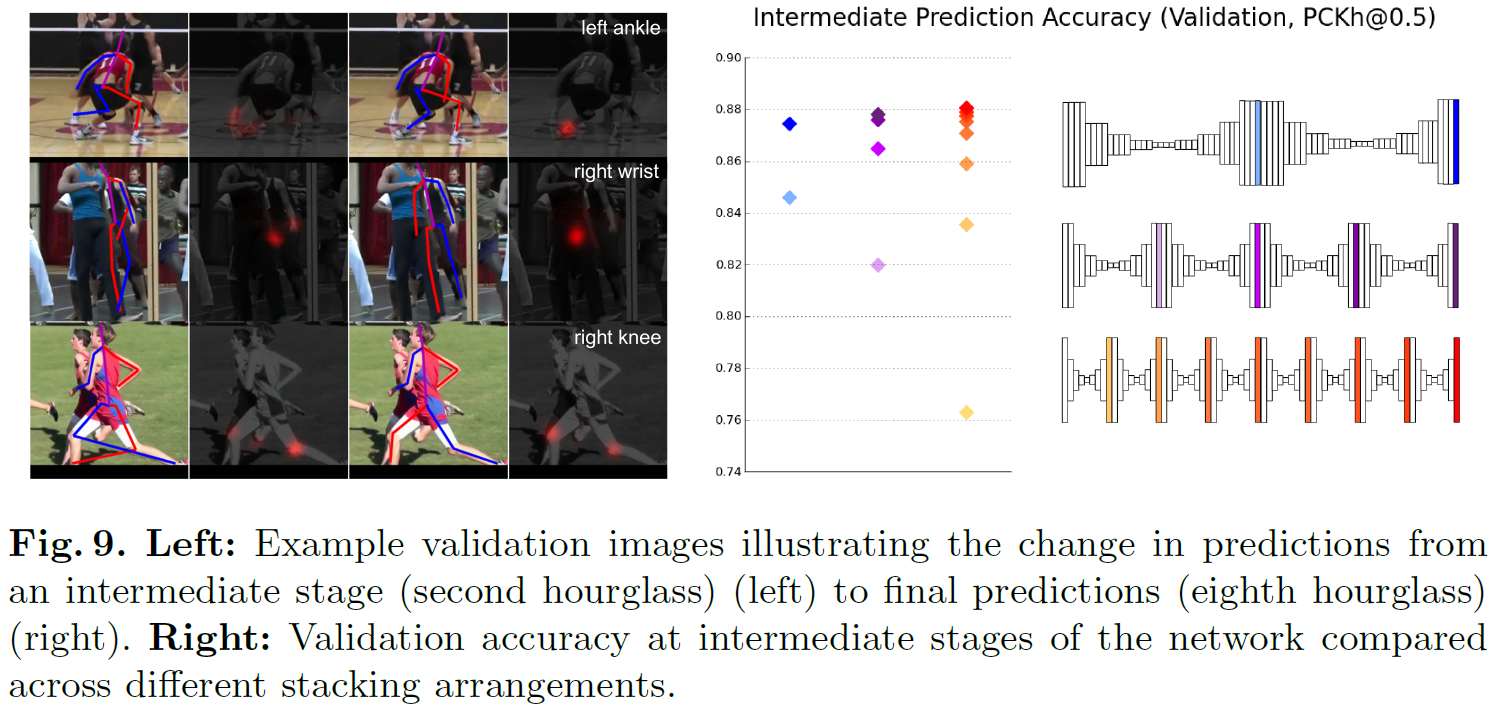 left ankle
right wrist
right knee
Intermediate Prediction Accuracy (Validation, PCKh@0.5)
0.90
0.88
0.86
0.84
0.82
0.80
0.78
0.76
0.74
Fig. 9. Left: Example validation images illustrating the change in predictions from
an intermediate stage (second hourglass) (left) to final predictions (eighth hourglass)
(right). Right: Validation accuracy at intermediate stages of the network compared
across different stacking arrangements.